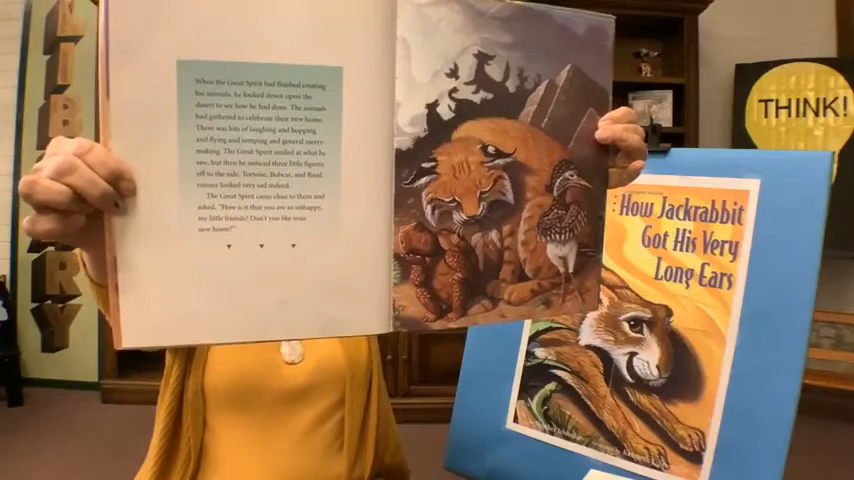 LIBRARY
When the Great Spirit had finished creating
his animals, he looked down upon the
desert to see how he had done. The animals
had gathered to celebrate their new home.
There was lots of laughing and hopping
and flying and jumping and general merry-
making. The Great Spirit smiled at what he
saw, but then he noticed three little figures
off to the side. Tortoise, Bobcat, and Road
runner looked very sad indeed.
The Great Spirit came closer to them and
asked, "How is it that you are so unhappy,
my little friends? Don't you like your
new home?"
THINK!
How Jackrabbit
Got His Very
Long Ears